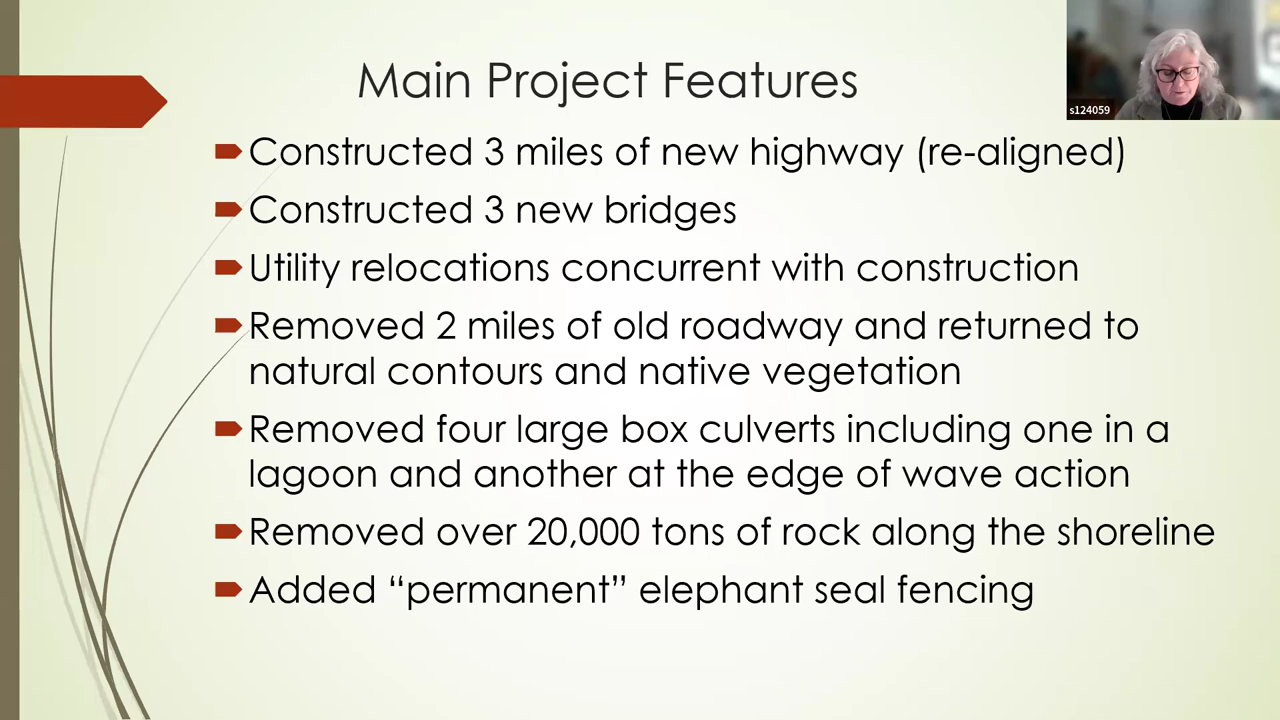 Main Project Features
s124059
Constructed 3 miles of new highway (re-aligned)
Constructed 3 new bridges
Utility relocations concurrent with construction
Removed 2 miles of old roadway and returned to
natural contours and native vegetation
Removed four large box culverts including one in a
lagoon and another at the edge of wave action
Removed over 20,000 tons of rock along the shoreline
Added “permanent” elephant seal fencing